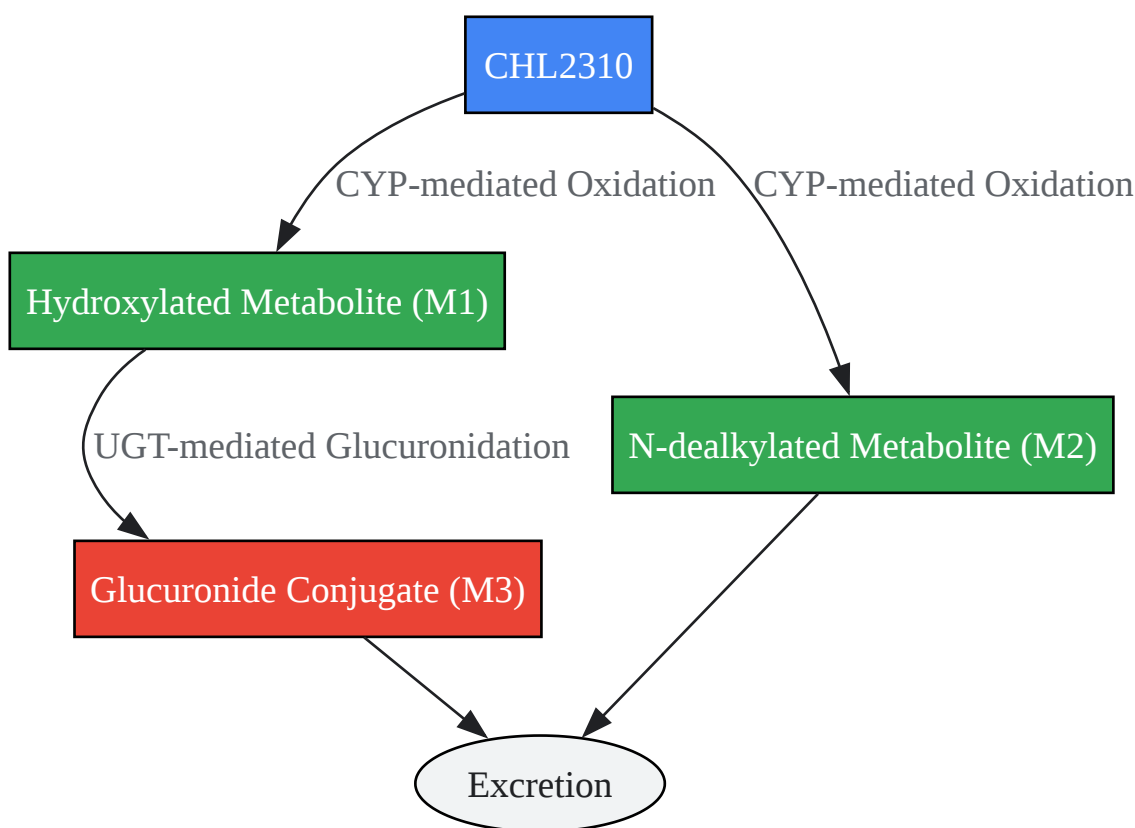 CHL2310
CYP-mediated Oxidation
CYP-mediated Oxidation
Hydroxylated Metabolite (M1)
UGT-mediated Glucuronidation
N-dealkylated Metabolite (M2)
Glucuronide Conjugate (M3)
Excretion